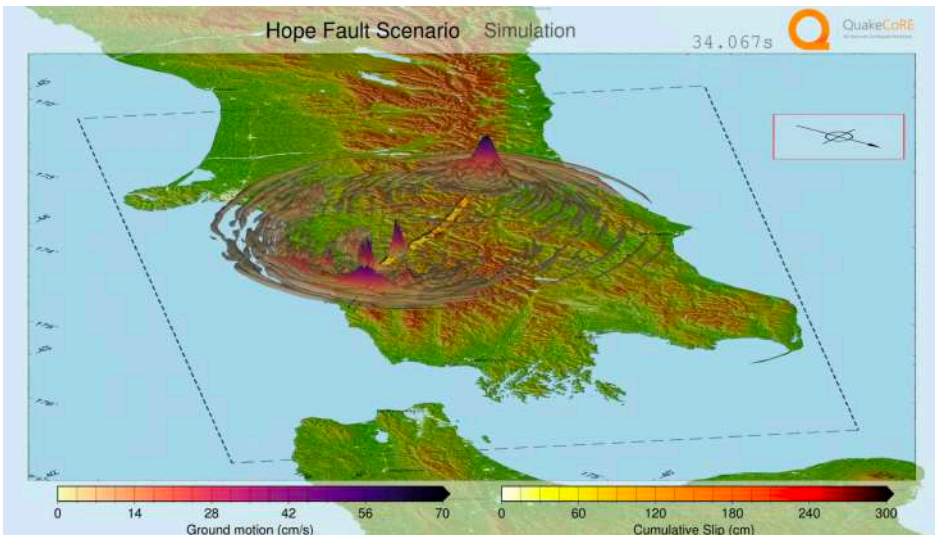 Hope Fault Scenario Simulation
34.067s
QuakeCoRE
0 14 28 42 56 70
Ground motion (cm/s)
0 60 120 180 240 300
Cumulative Slip (cm)